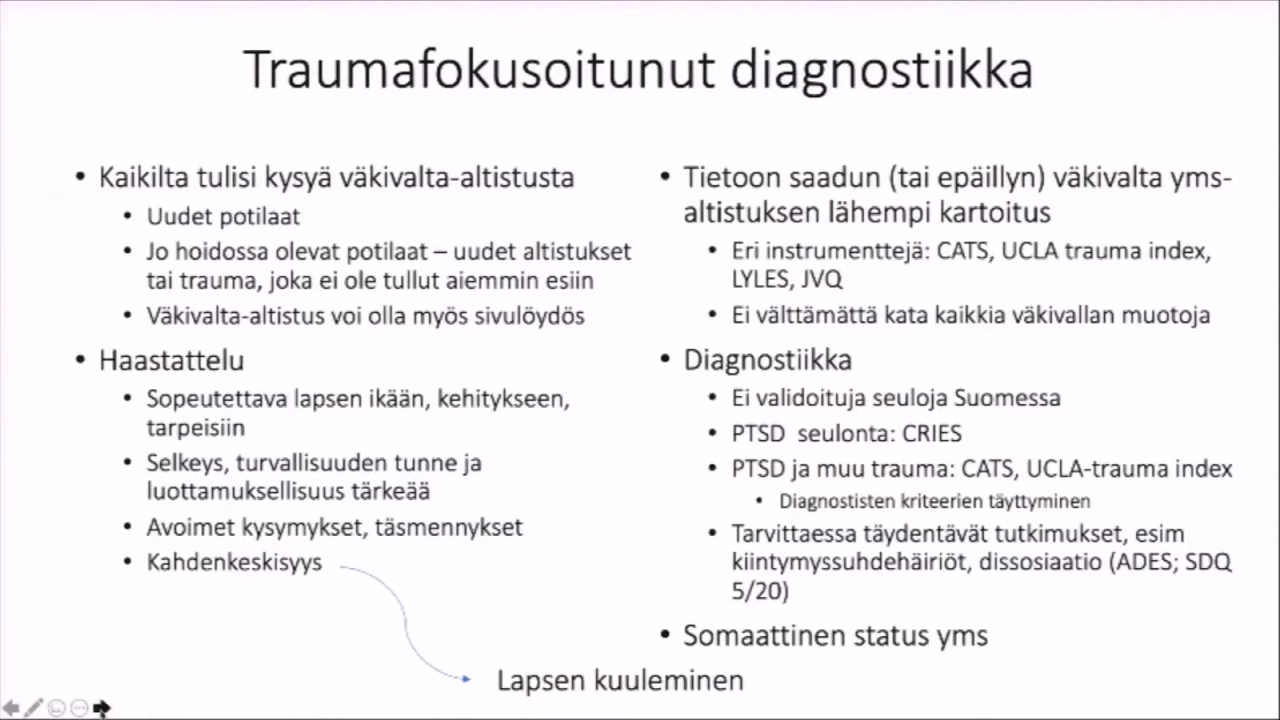 Traumafokusoitunut diagnostiikka
• Kaikilta tulisi kysyä väkivalta-altistusta
• Uudet potilaat
• Jo hoidossa olevat potilaat – uudet altistukset
tai trauma, joka ei ole tullut aiemmin esiin
• Väkivalta-altistus voi olla myös sivulöydös
• Haastattelu
• Sopeutettava lapsen ikään, kehitykseen,
tarpeisiin
• Selkeys, turvallisuuden tunne ja
luottamuksellisuus tärkeää
• Avoimet kysymykset, täsmennykset
• Kahdenkeskisyys
• Tietoon saadun (tai epäillyn) väkivalta yms-
altistuksen lähempi kartoitus
• Eri instrumenttejä: CATS, UCLA trauma index,
LYLES, JVQ
• Ei välttämättä kata kaikkia väkivallan muotoja
• Diagnostiikka
• Ei validoituja seuloja Suomessa
• PTSD seulonta: CRIES
• PTSD ja muu trauma: CATS, UCLA-trauma index
• Diagnostisten kriteerien täyttyminen
• Tarvittaessa täydentävät tutkimukset, esim
kiintymyssuhdehäiriöt, dissosiaatio (ADES; SDQ
5/20)
• Somaattinen status yms
Lapsen kuuleminen